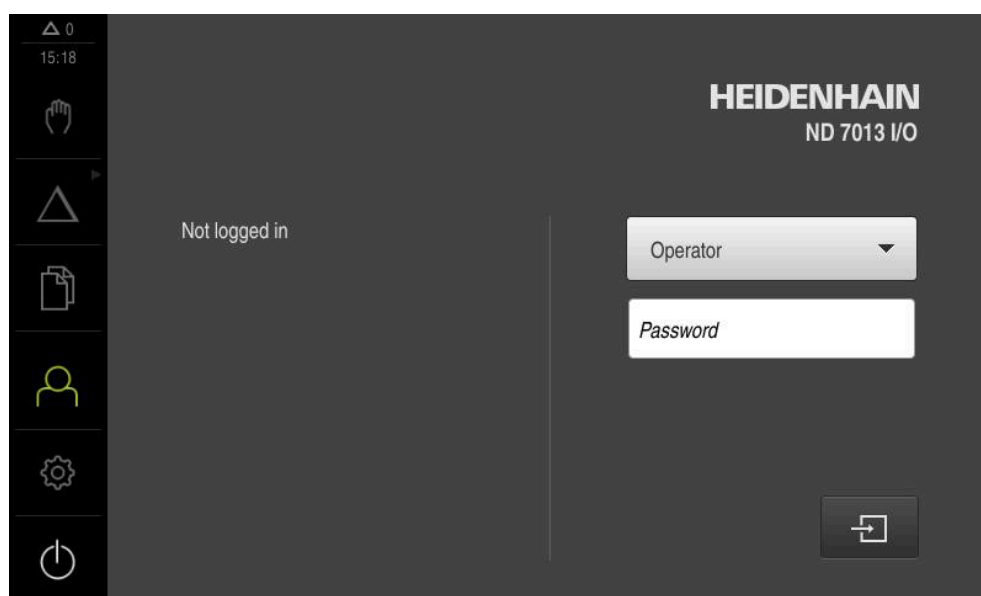 0
15:18
HEIDENHAIN
ND 7013 I/O
Not logged in
Operator
Password